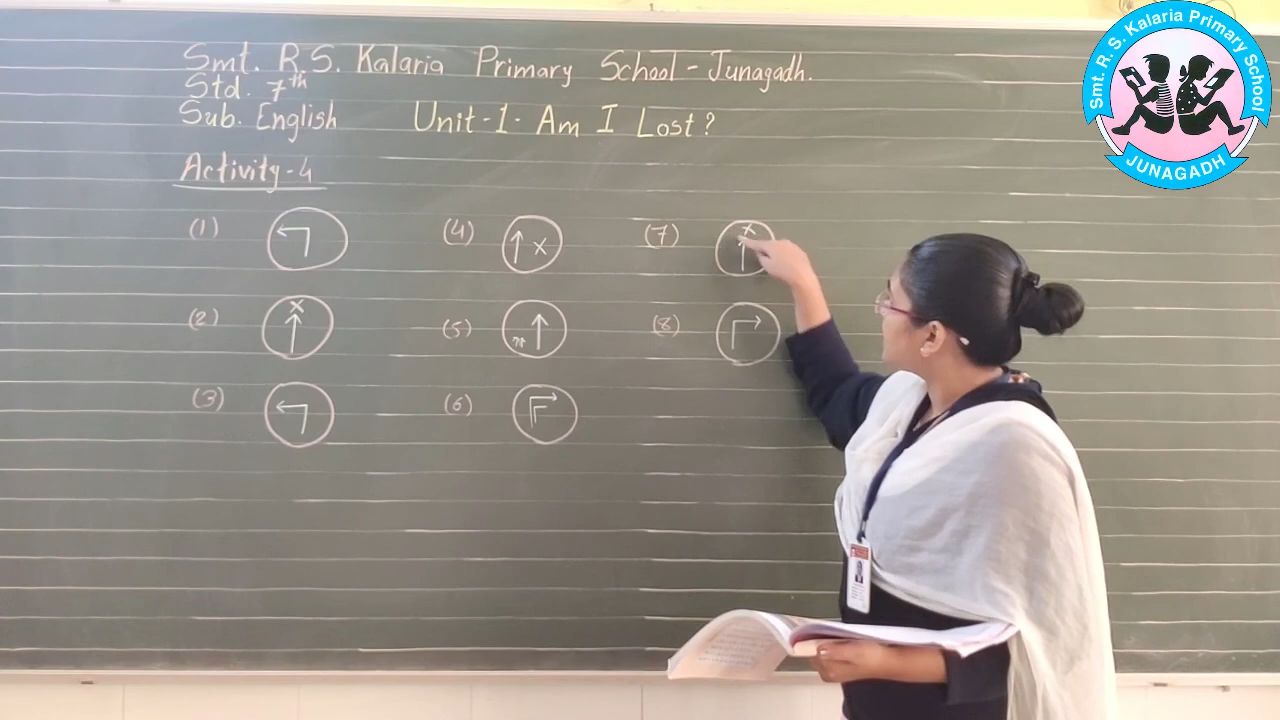 Smt. R.S. Kalaria Primary School - Junagadh.
Std. 7th
Sub. English Unit-1. Am I Lost?
Activity-4
(1) (4) x (7) x
(2) x (5) (8)
(3) (6)
Smt. R. S. Kalaria Primary School
JUNAGADH